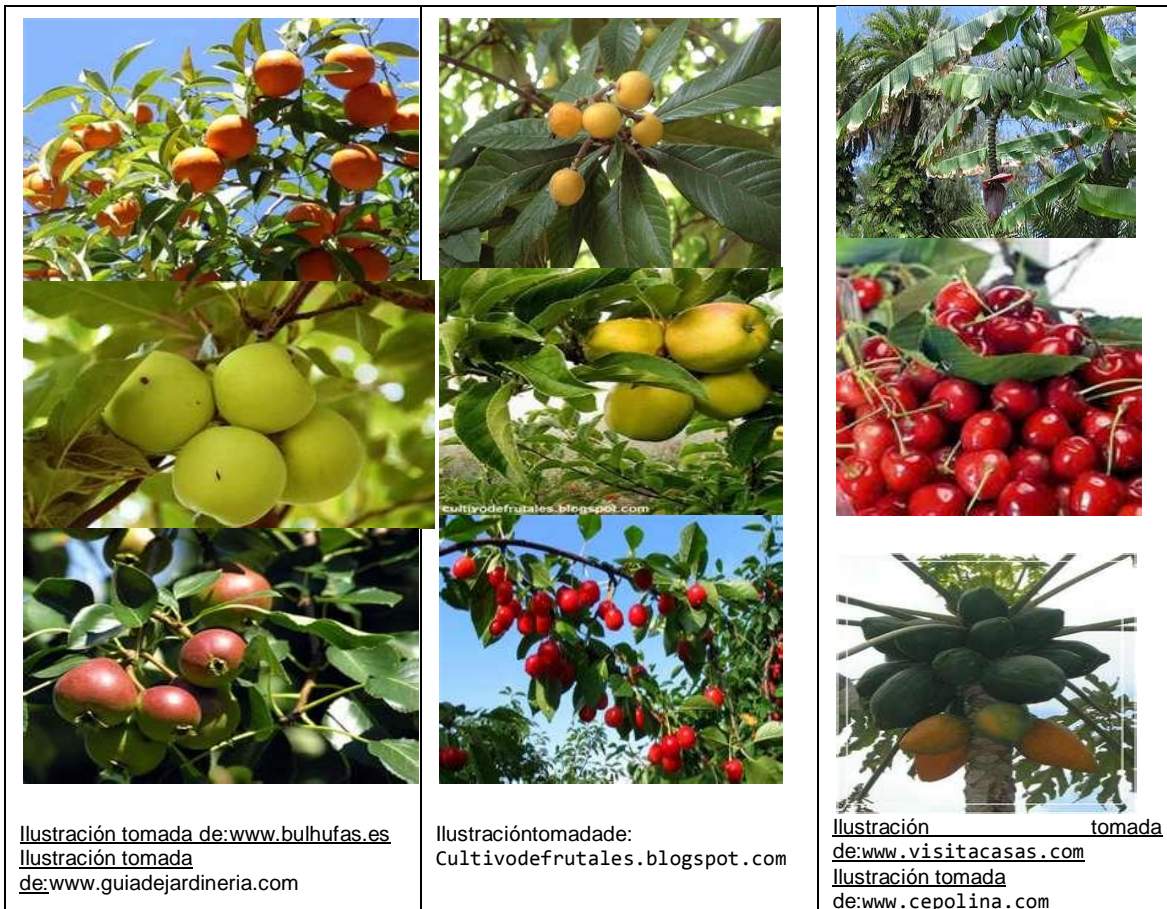 cultivodefrutales.blogspot.com
Ilustración tomada de:www.bulhufas.es
Ilustración tomada
de:www.guiadejardineria.com
Ilustracióntomadade:
Cultivodefrutales.blogspot.com
Ilustración tomada
de:www.visitacasas.com
Ilustración tomada
de:www.cepolina.com